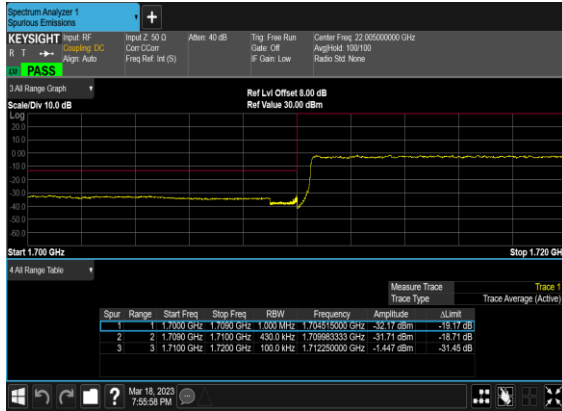 Spectrum Analyzer 1
Spurious Emissions
+
KEYSIGHT Input: RF Input Z: 50 Ω Atten: 40 dB Trig: Free Run Center Freq: 22.005000000 GHz
R T Coupling: DC Corr CCorr Gate: Off Avg|Hold: 100/100
Align: Auto Freq Ref: Int (S) IF Gain: Low Radio Std: None
PASS
3 All Range Graph
Ref Lvl Offset 8.00 dB
Scale/Div 10.0 dB Ref Value 30.00 dBm
Log
20.0
10.0
0.00
-10.0
-20.0
-30.0
-40.0
-50.0
-60.0
Start 1.700 GHz Stop 1.720 GH
4 All Range Table
Measure Trace Trace 1
Trace Type Trace Average (Active)
Spur Range Start Freq Stop Freq RBW Frequency Amplitude ΔLimit
1 1 1.7000 GHz 1.7090 GHz 1.000 MHz 1.704515000 GHz -32.17 dBm -19.17 dB
2 2 1.7090 GHz 1.7100 GHz 430.0 kHz 1.709983333 GHz -31.71 dBm -18.71 dB
3 3 1.7100 GHz 1.7200 GHz 100.0 kHz 1.712250000 GHz -1.447 dBm -31.45 dB
? Mar 18, 2023
7:55:58 PM